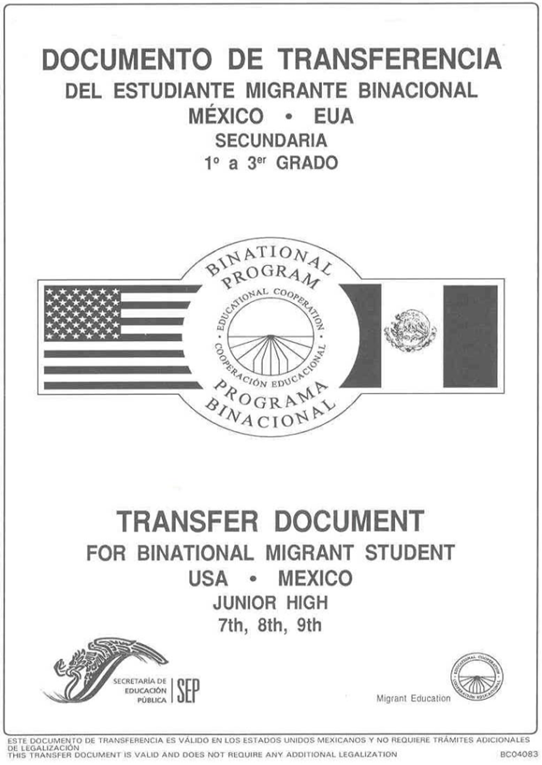 DOCUMENTO DE TRANSFERENCIA
DEL ESTUDIANTE MIGRANTE BINACIONAL
MÉXICO • EUA
SECUNDARIA
1º a 3er GRADO
BINATIONAL
PROGRAM
EDUCATIONAL COOPERATION
COOPERACIÓN EDUCACIONAL
PROGRAMA
BINACIONAL
TRANSFER DOCUMENT
FOR BINATIONAL MIGRANT STUDENT
USA • MEXICO
JUNIOR HIGH
7th, 8th, 9th
SECRETARÍA DE
EDUCACIÓN
PÚBLICA
SEP
Migrant Education
EDUCATIONAL COOPERATION
ESTE DOCUMENTO DE TRANSFERENCIA ES VÁLIDO EN LOS ESTADOS UNIDOS MEXICANOS Y NO REQUIERE TRÁMITES ADICIONALES
DE LEGALIZACIÓN
THIS TRANSFER DOCUMENT IS VALID AND DOES NOT REQUIRE ANY ADDITIONAL LEGALIZATION
BC04083